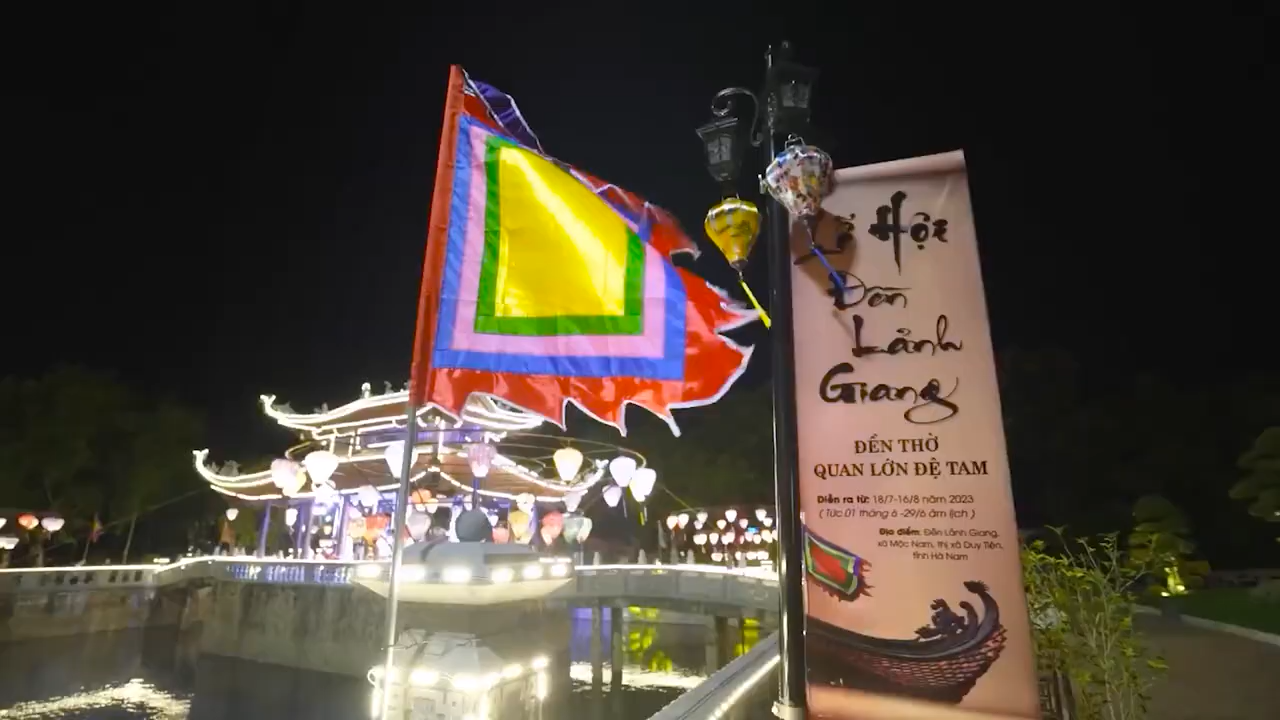 Lễ Hội
Đền
Lảnh
Giang
ĐỀN THỜ
QUAN LỚN ĐỆ TAM
Diễn ra từ: 18/7-16/8 năm 2023
( Tức 01 tháng 6 -29/6 âm lịch )
Địa điểm: Đền Lảnh Giang,
xã Mộc Nam, thị xã Duy Tiên,
tỉnh Hà Nam